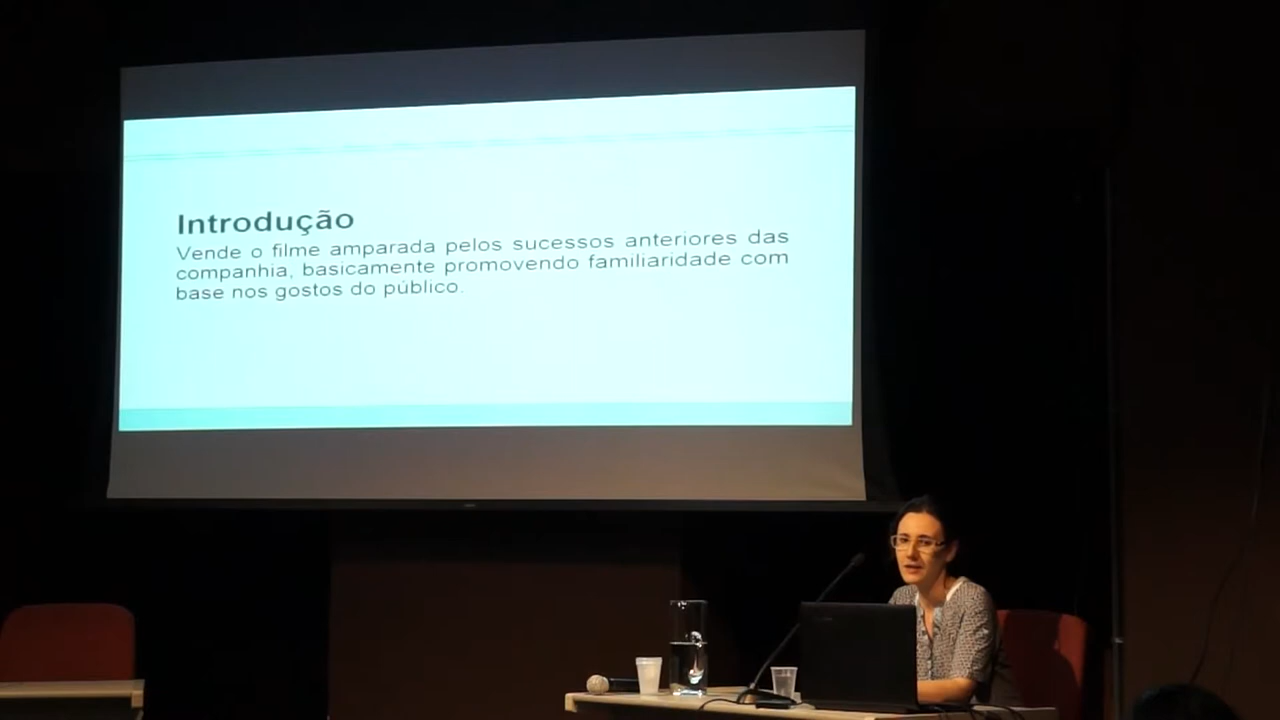 Introdução
Vende o filme amparada pelos sucessos anteriores das
companhia, basicamente promovendo familiaridade com
base nos gostos do público.